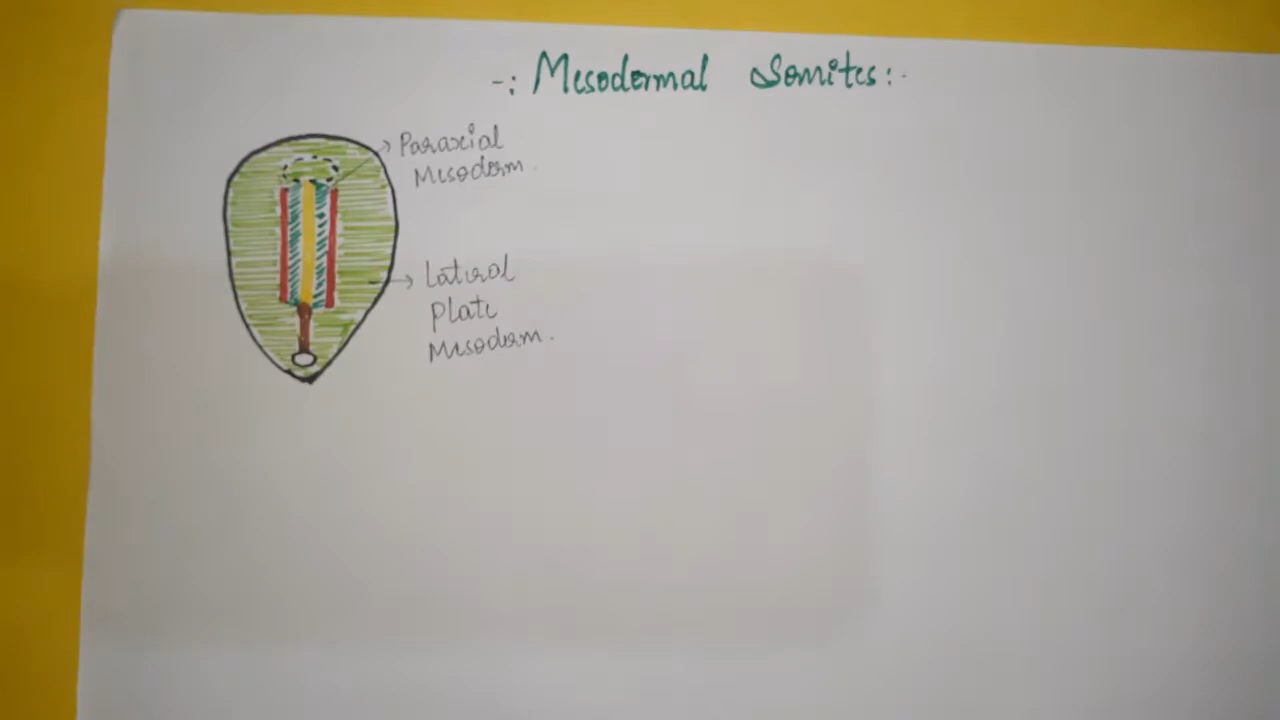 -: Mesodermal Somites:-
Paraxial
Mesoderm.
Lateral
Plate
Mesoderm.